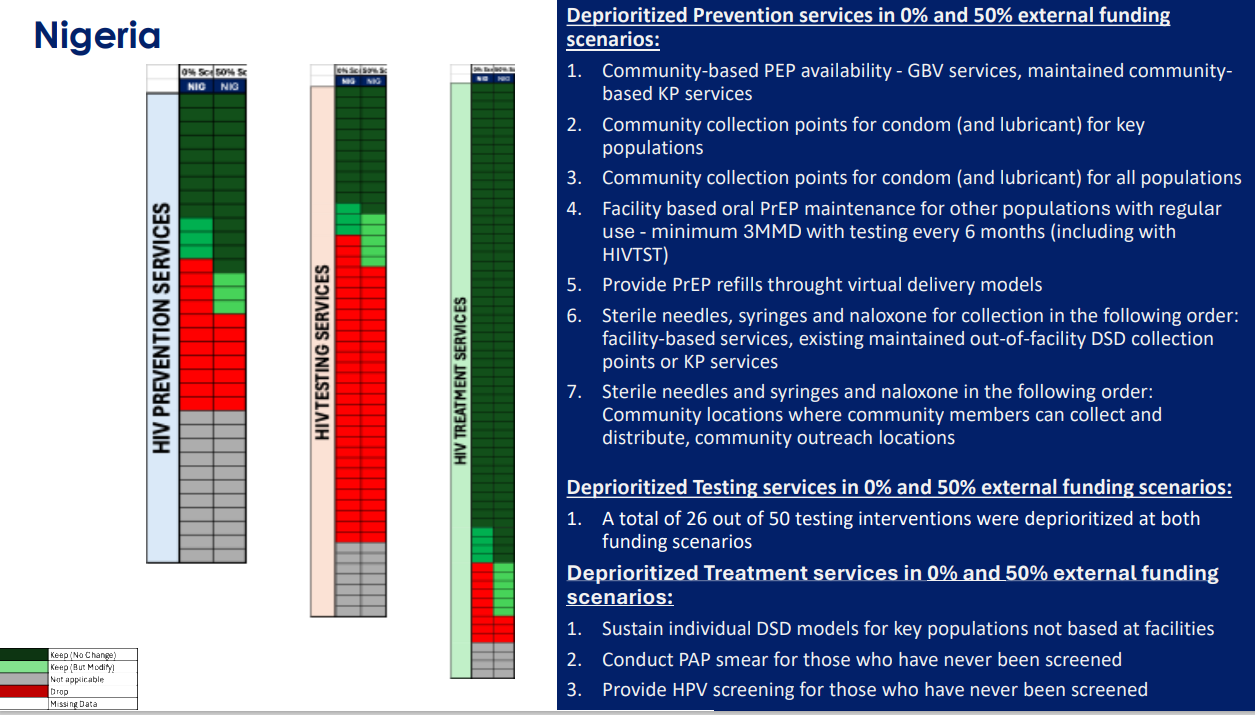 Nigeria
0% Sc 50% Sc
NIG NIG
HIV PREVENTION SERVICES
0% Sc 50% Sc
NIG NIG
HIV TESTING SERVICES
NIG NIG
HIV TREATMENT SERVICES
Keep (No Change)
Keep (But Modify)
Not applicable
Drop
Missing Data
Deprioritized Prevention services in 0% and 50% external funding
scenarios:
1. Community-based PEP availability - GBV services, maintained community-
based KP services
2. Community collection points for condom (and lubricant) for key
populations
3. Community collection points for condom (and lubricant) for all populations
4. Facility based oral PrEP maintenance for other populations with regular
use - minimum 3MMD with testing every 6 months (including with
HIVTST)
5. Provide PrEP refills throught virtual delivery models
6. Sterile needles, syringes and naloxone for collection in the following order:
facility-based services, existing maintained out-of-facility DSD collection
points or KP services
7. Sterile needles and syringes and naloxone in the following order:
Community locations where community members can collect and
distribute, community outreach locations
Deprioritized Testing services in 0% and 50% external funding scenarios:
1. A total of 26 out of 50 testing interventions were deprioritized at both
funding scenarios
Deprioritized Treatment services in 0% and 50% external funding
scenarios:
1. Sustain individual DSD models for key populations not based at facilities
2. Conduct PAP smear for those who have never been screened
3. Provide HPV screening for those who have never been screened